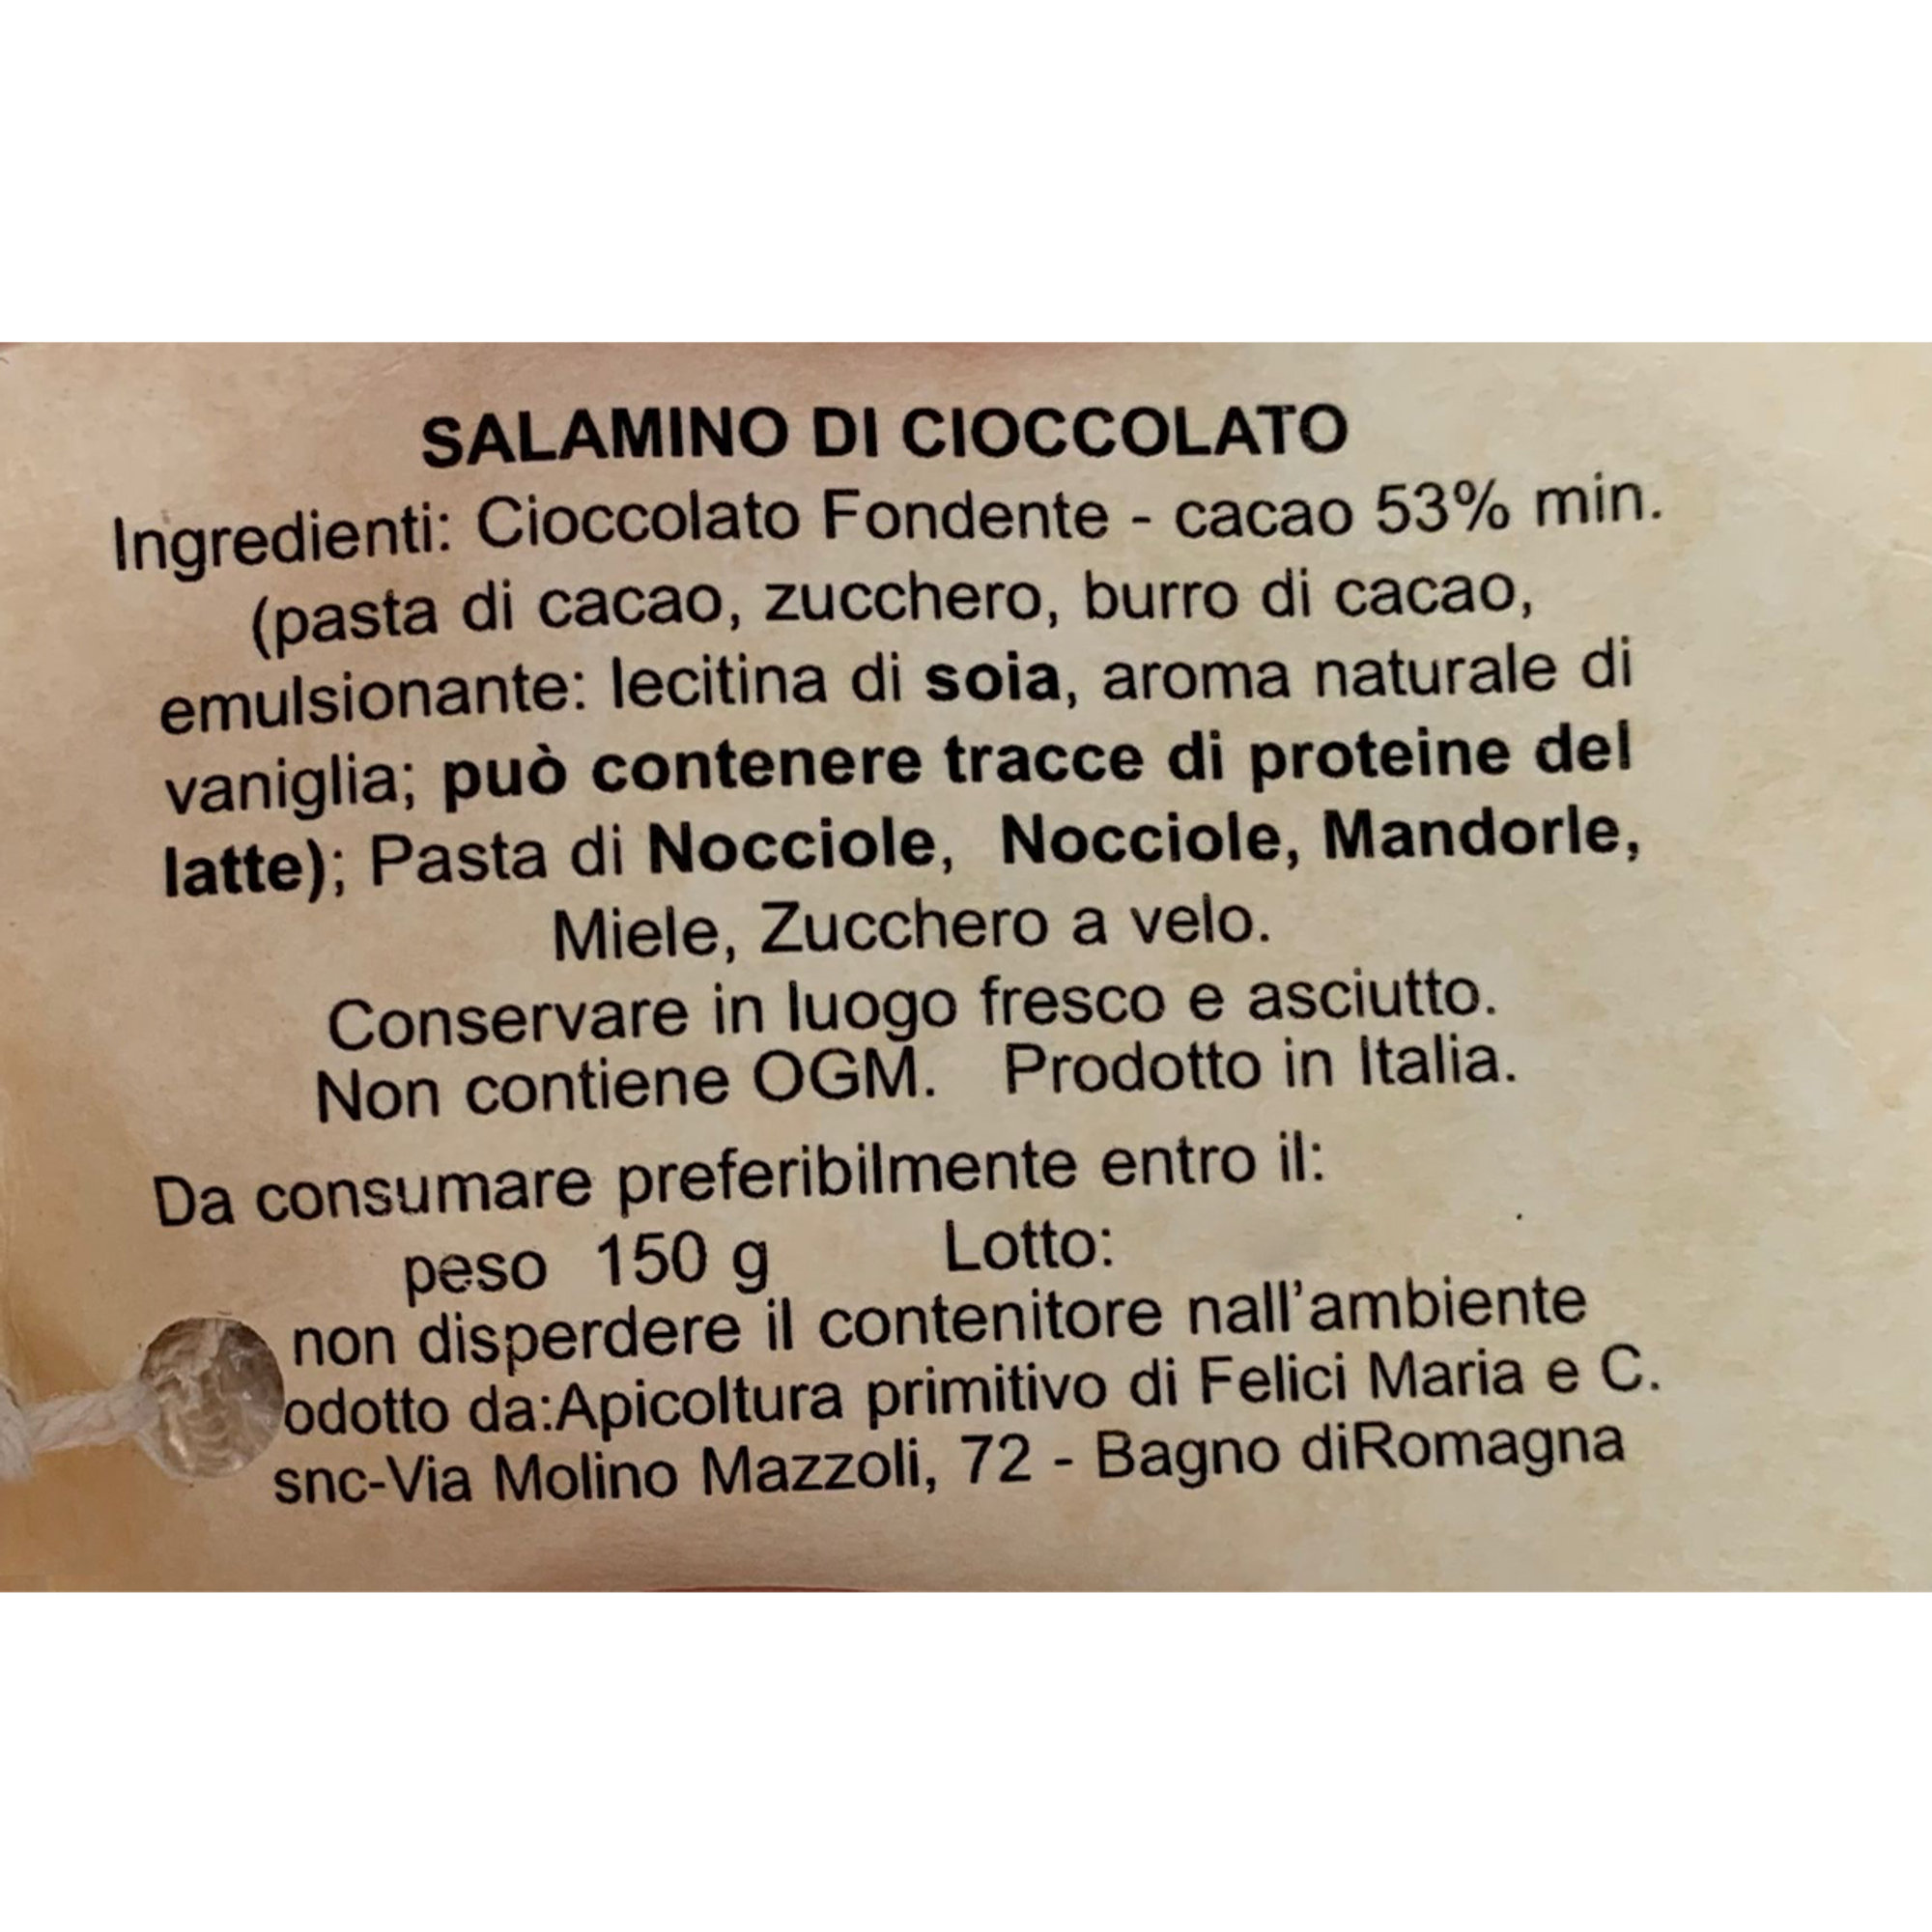 SALAMINO DI CIOCCOLATO
Ingredienti: Cioccolato Fondente - cacao 53% min.
(pasta di cacao, zucchero, burro di cacao,
emulsionante: lecitina di soia, aroma naturale di
vaniglia; può contenere tracce di proteine del
latte); Pasta di Nocciole, Nocciole, Mandorle,
Miele, Zucchero a velo.
Conservare in luogo fresco e asciutto.
Non contiene OGM. Prodotto in Italia.
Da consumare preferibilmente entro il:
peso 150 g Lotto:
non disperdere il contenitore nall'ambiente
odotto da:Apicoltura primitivo di Felici Maria e C.
snc-Via Molino Mazzoli, 72 - Bagno diRomagna